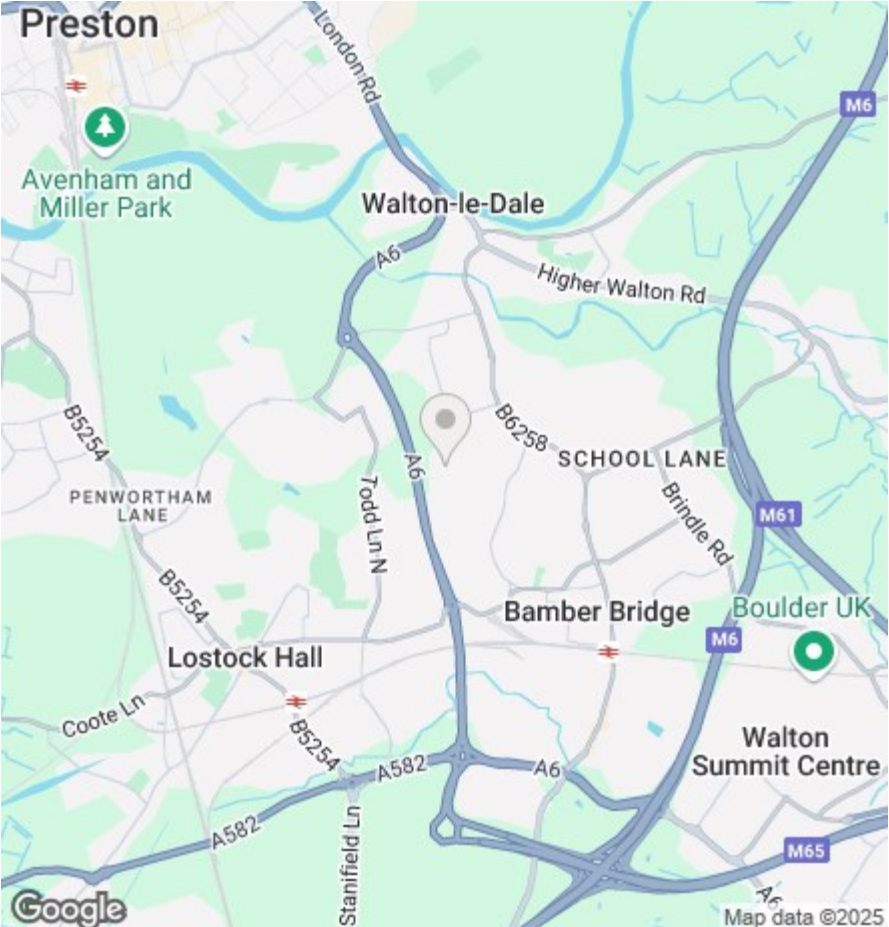 Preston
London Rd
M6
Avenham and
Miller Park
Walton-le-Dale
A6
Higher Walton Rd
B5254
B6258
A6
SCHOOL LANE
PENWORTHAM
LANE
Todd Ln N
Brindle Rd
M61
B5254
Bamber Bridge
Boulder UK
M6
Lostock Hall
Coote Ln
B5254
Walton
Summit Centre
A582
A6
A582
Stanifield Ln
M65
A6
Google
Map data ©2025